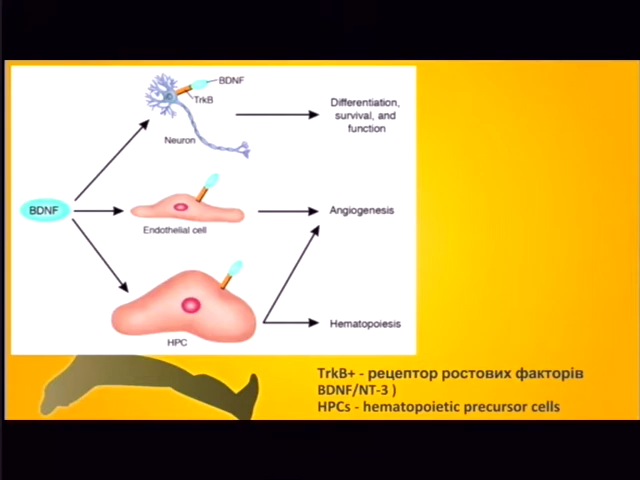 BDNF
TrkB
Differentiation,
survival, and
function
Neuron
BDNF
Angiogenesis
Endothelial cell
Hematopoiesis
HPC
TrkB+ - рецептор ростових факторів
BDNF/NT-3 )
HPCs - hematopoietic precursor cells